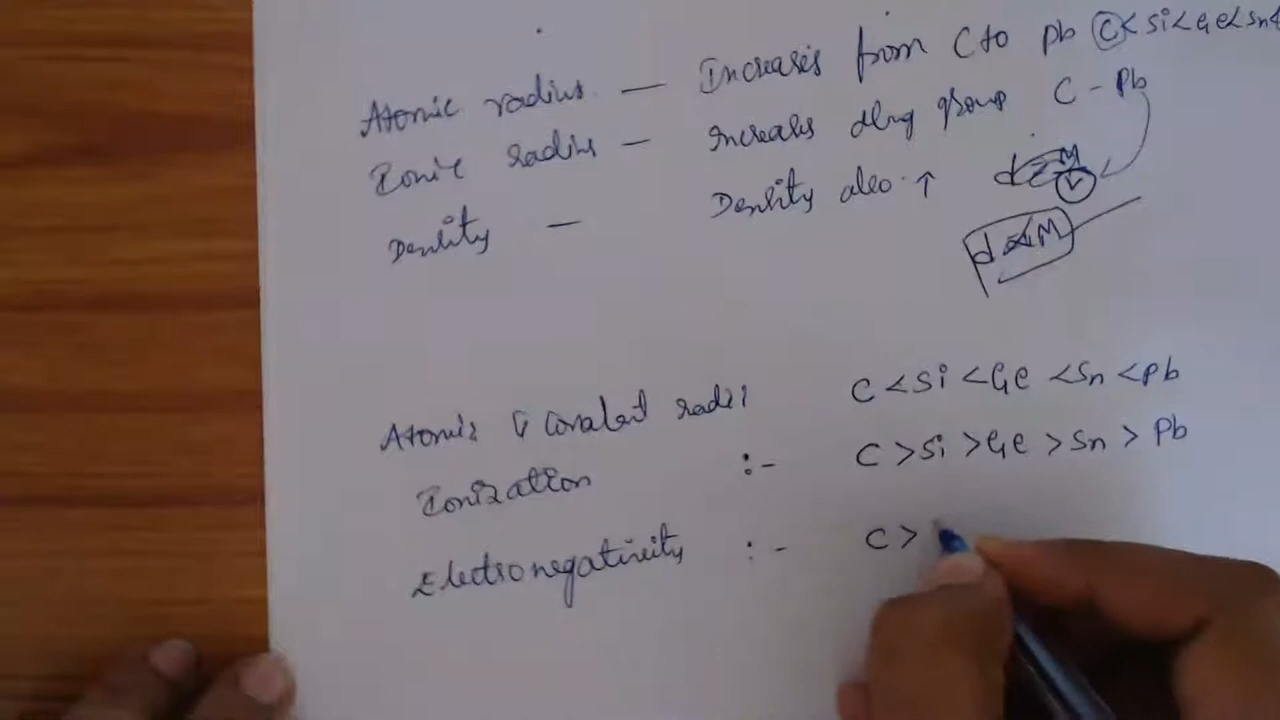 Atomic radius — Increases from C to Pb C < Si < Ge < Sn <
Ionic radius — Increases along group C - Pb
Density — Density also ↑ d = M/V
d ∝ M
Atomic & Covalent radii C < Si < Ge < Sn < Pb
Ionization :- C > Si > Ge > Sn > Pb
Electronegativity :- C >